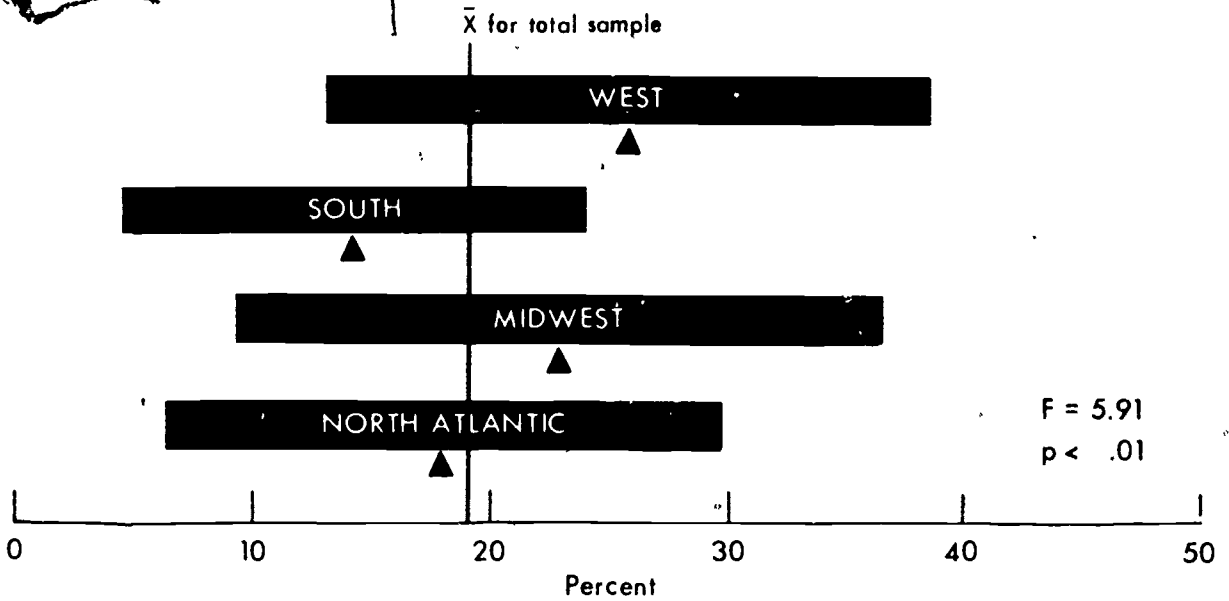 X̄ for total sample
WEST
SOUTH
MIDWEST
NORTH ATLANTIC
F = 5.91
p < .01
0 10 20 30 40 50
Percent